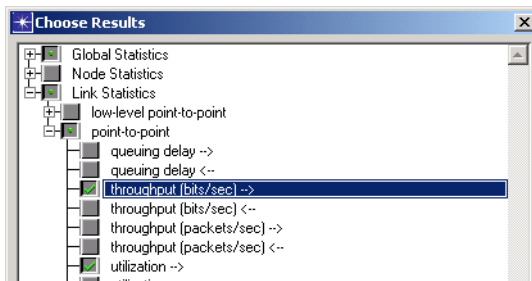 Choose Results
Global Statistics
Node Statistics
Link Statistics
low-level point-to-point
point-to-point
queuing delay -->
queuing delay <--
throughput (bits/sec) -->
throughput (bits/sec) <--
throughput (packets/sec) -->
throughput (packets/sec) <--
utilization -->